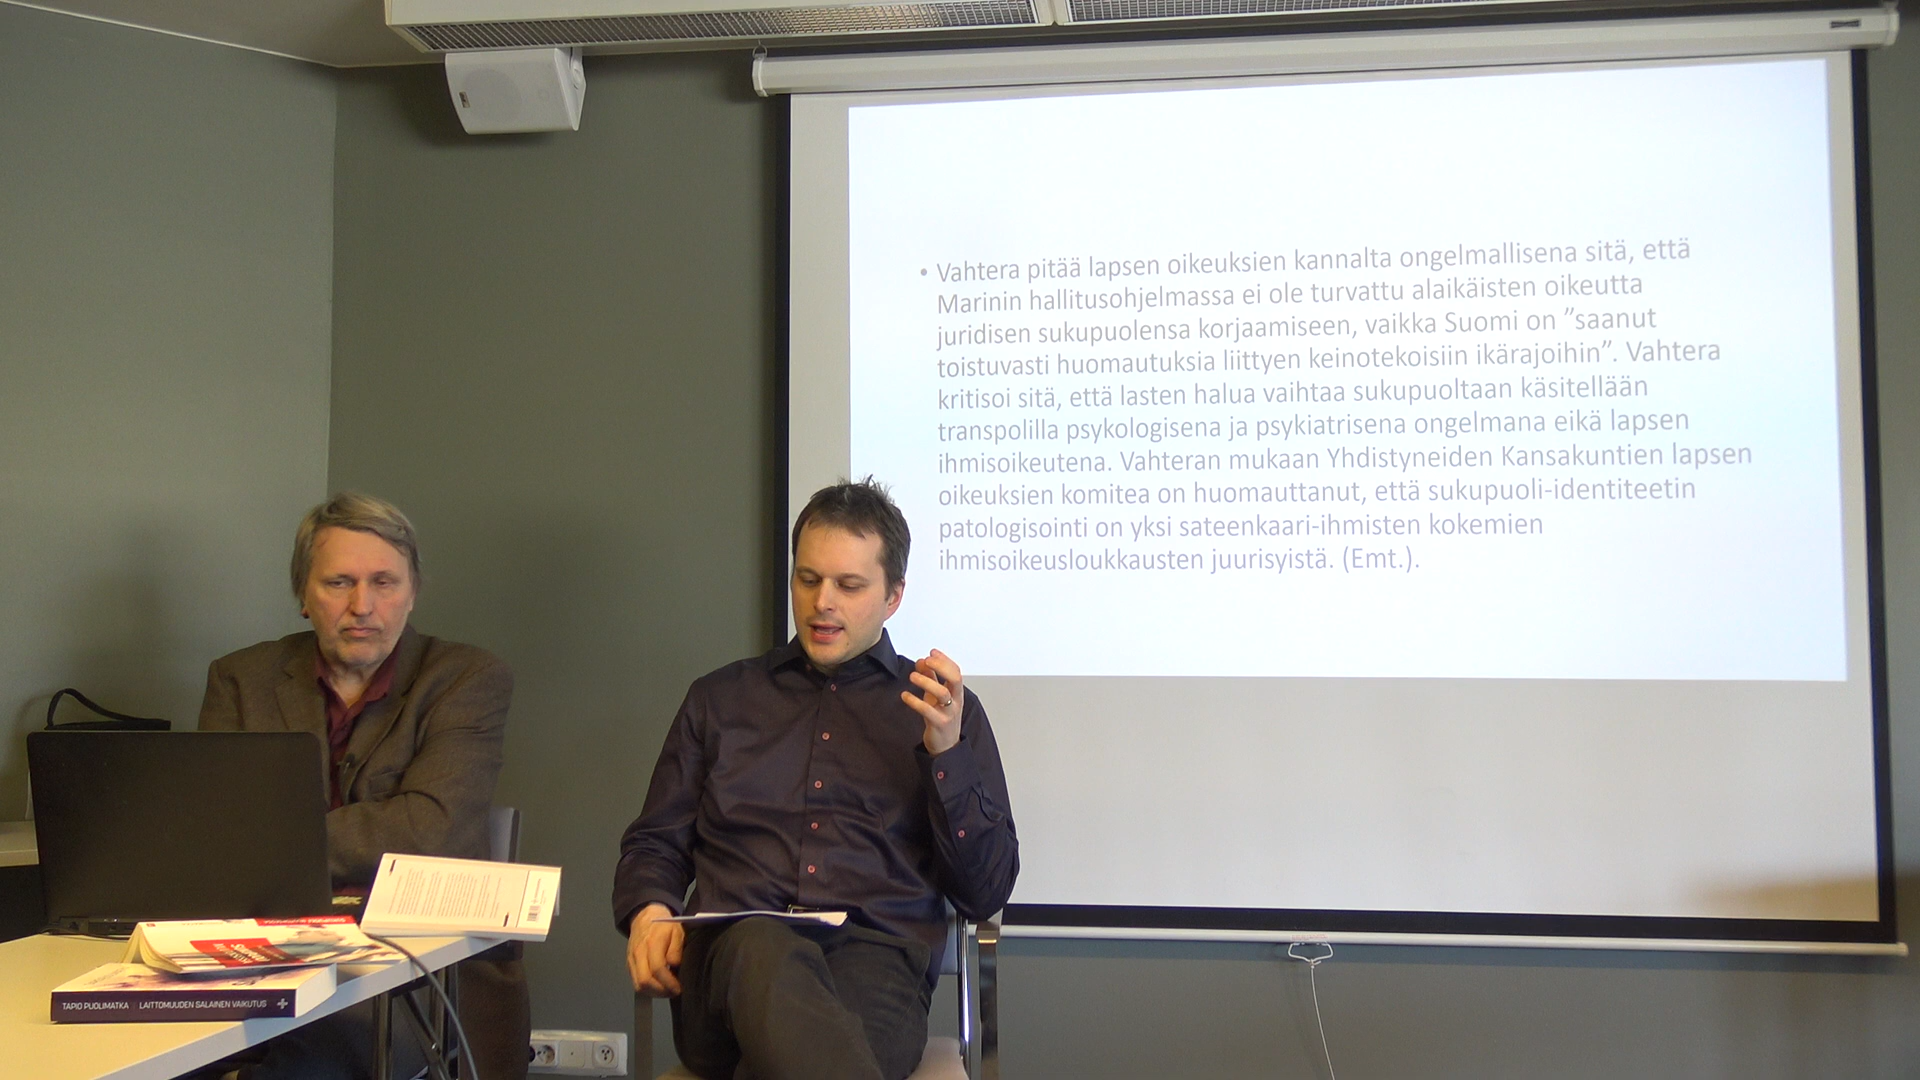 • Vahtera pitää lapsen oikeuksien kannalta ongelmallisena sitä, että
Marinin hallitusohjelmassa ei ole turvattu alaikäisten oikeutta
juridisen sukupuolensa korjaamiseen, vaikka Suomi on ”saanut
toistuvasti huomautuksia liittyen keinotekoisiin ikärajoihin”. Vahtera
kritisoi sitä, että lasten halua vaihtaa sukupuoltaan käsitellään
transpolilla psykologisena ja psykiatrisena ongelmana eikä lapsen
ihmisoikeutena. Vahteran mukaan Yhdistyneiden Kansakuntien lapsen
oikeuksien komitea on huomauttanut, että sukupuoli-identiteetin
patologisointi on yksi sateenkaari-ihmisten kokemien
ihmisoikeusloukkausten juurisyistä. (Emt.).
TAPIO PUOLIMATKA LAITTOMUUDEN SALAINEN VAIKUTUS